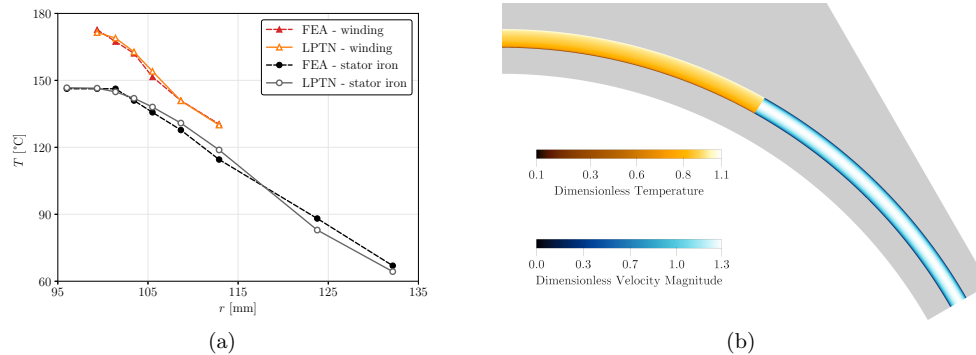 180
150
120
90
60
T [°C]
95
105
115
125
135
r [mm]
FEA - winding
LPTN - winding
FEA - stator iron
LPTN - stator iron
(a)
0.1 0.3 0.6 0.8 1.1
Dimensionless Temperature
0.0 0.3 0.7 1.0 1.3
Dimensionless Velocity Magnitude
(b)